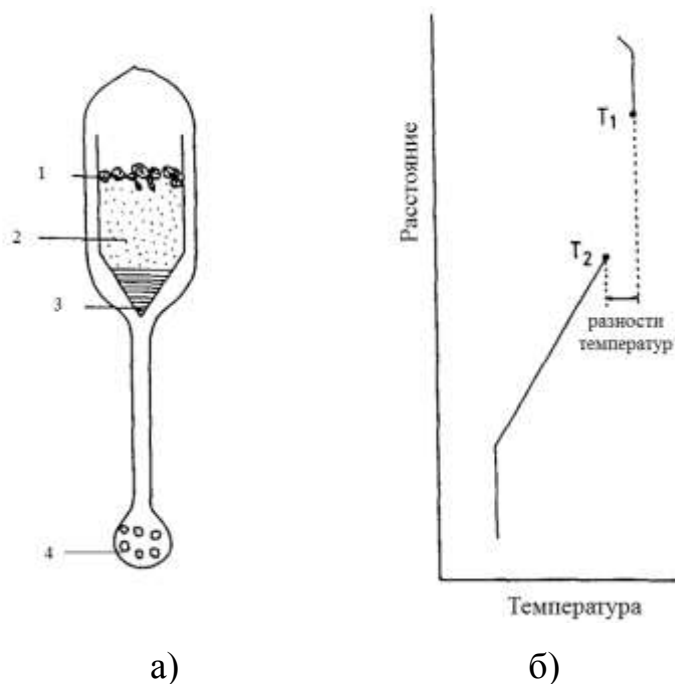 1
2
3
4
Расстояние
T₁
T₂
разности
температур
Температура
а)
б)